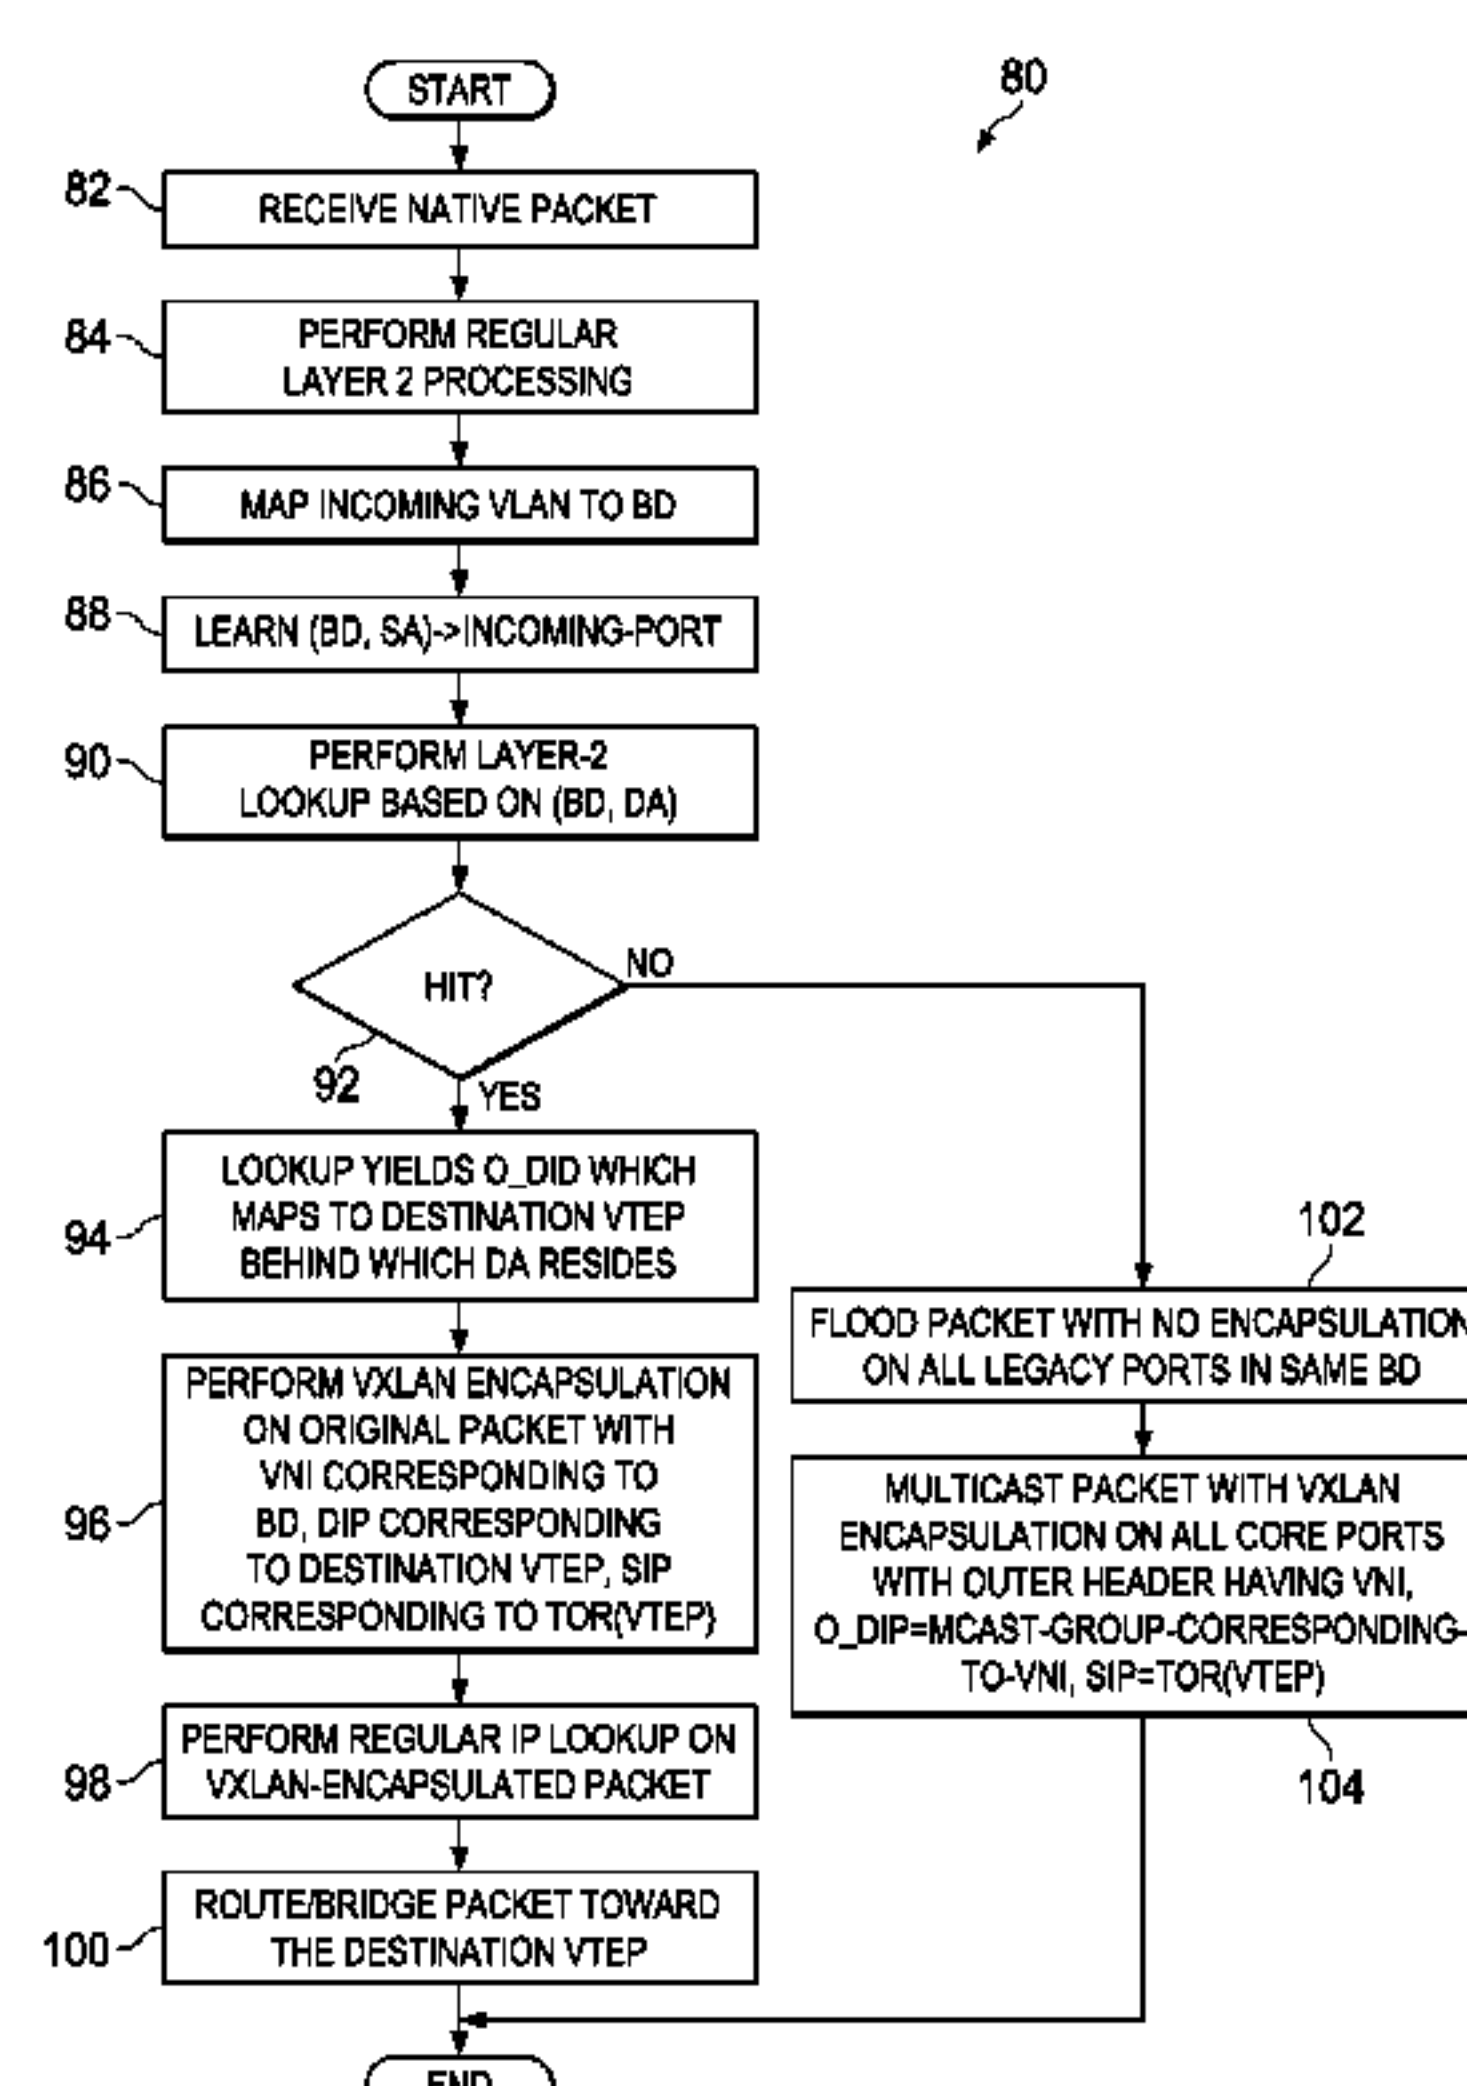 START
80
82
RECEIVE NATIVE PACKET
84
PERFORM REGULAR
LAYER 2 PROCESSING
86
MAP INCOMING VLAN TO BD
88
LEARN (BD, SA)->INCOMING-PORT
90
PERFORM LAYER-2
LOOKUP BASED ON (BD, DA)
HIT?
NO
92
YES
94
LOOKUP YIELDS O_DID WHICH
MAPS TO DESTINATION VTEP
BEHIND WHICH DA RESIDES
96
PERFORM VXLAN ENCAPSULATION
ON ORIGINAL PACKET WITH
VNI CORRESPONDING TO
BD, DIP CORRESPONDING
TO DESTINATION VTEP, SIP
CORRESPONDING TO TOR(VTEP)
98
PERFORM REGULAR IP LOOKUP ON
VXLAN-ENCAPSULATED PACKET
100
ROUTE/BRIDGE PACKET TOWARD
THE DESTINATION VTEP
102
FLOOD PACKET WITH NO ENCAPSULATION
ON ALL LEGACY PORTS IN SAME BD
MULTICAST PACKET WITH VXLAN
ENCAPSULATION ON ALL CORE PORTS
WITH OUTER HEADER HAVING VNI,
O_DIP=MCAST-GROUP-CORRESPONDING-
TO-VNI, SIP=TOR(VTEP)
104
END